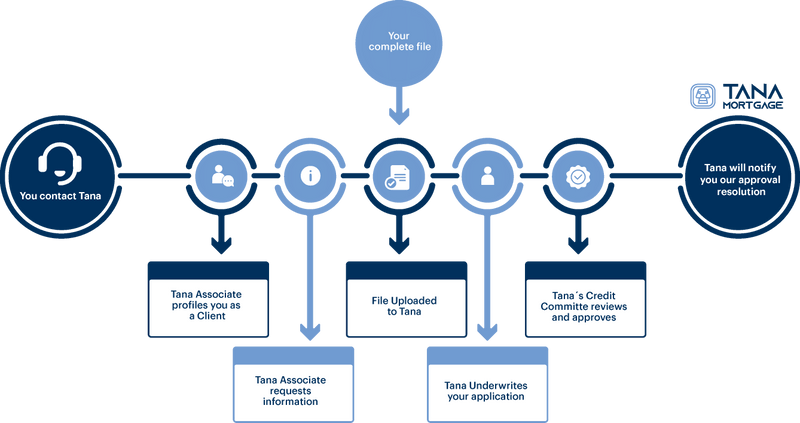 Your
complete file
TANA
MORTGAGE
You contact Tana
Tana will notify
you our approval
resolution
Tana Associate
profiles you as
a Client
Tana Associate
requests
information
File Uploaded
to Tana
Tana Underwrites
your application
Tana´s Credit
Committe reviews
and approves